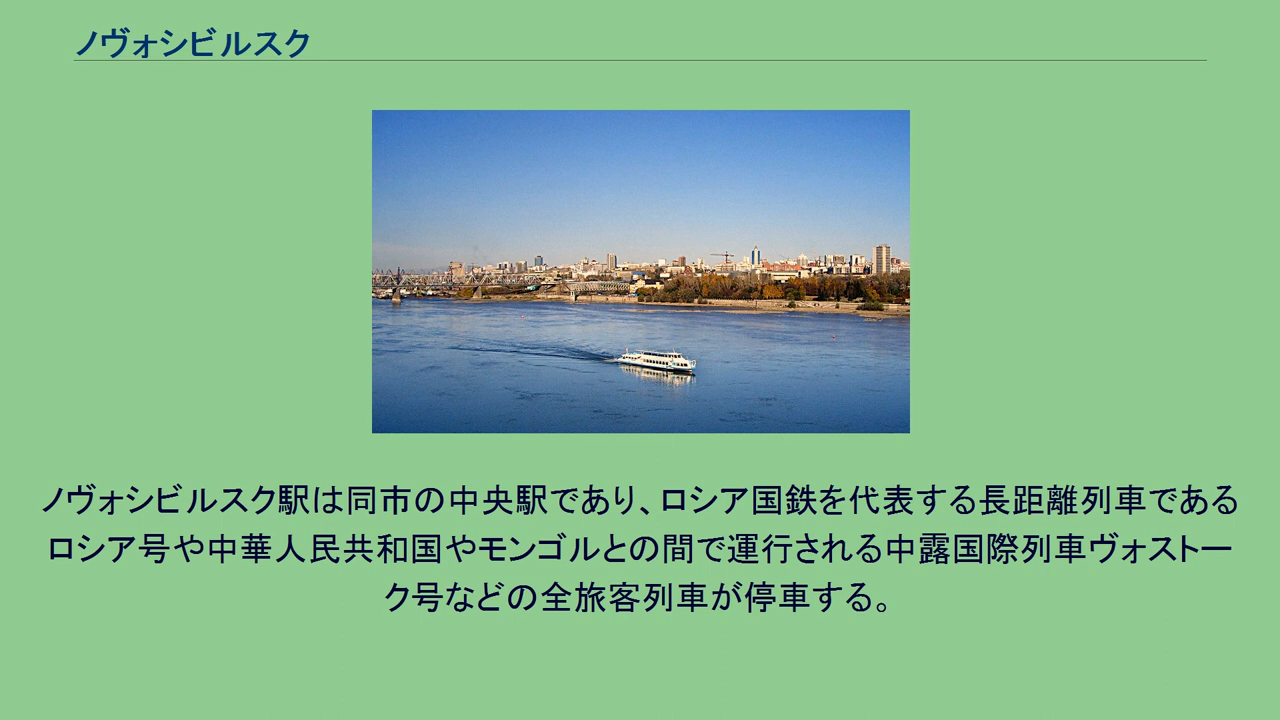 ノヴォシビルスク
ノヴォシビルスク駅は同市の中央駅であり、ロシア国鉄を代表する長距離列車である
ロシア号や中華人民共和国やモンゴルとの間で運行される中露国際列車ヴォストー
ク号などの全旅客列車が停車する。